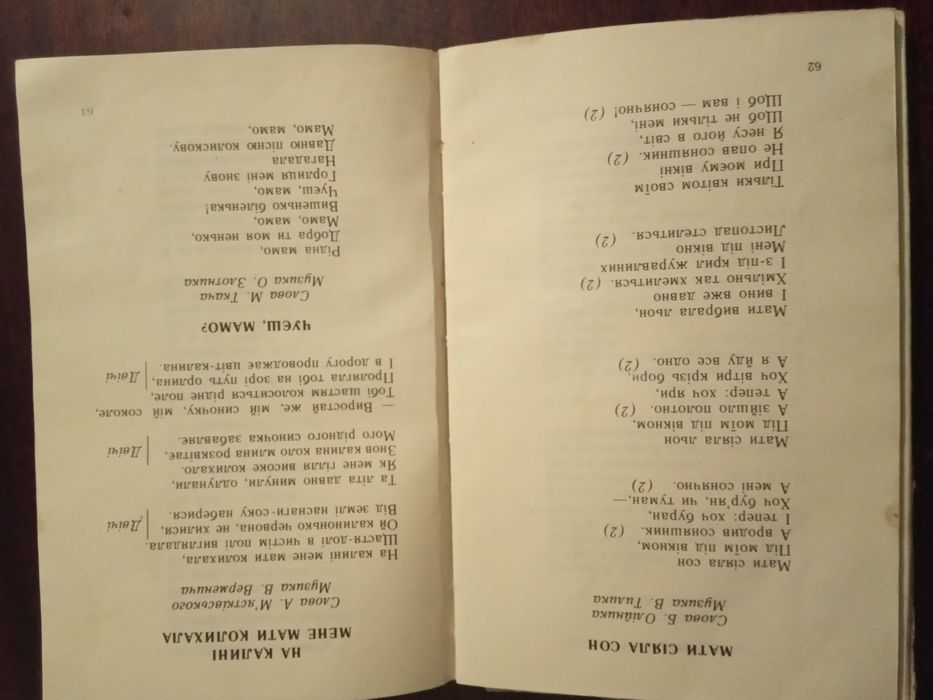 МАТИ СІЯЛА СОН
Слова Б. Олійника
Музика В. Тилика
Мати сіяла сон
Під моїм вікном,
А вродив соняшник. (2)
І тепер: хоч буран,
Хоч бур'ян, чи туман,—
А мені сонячно. (2)
Мати сіяла льон
Під моїм вікном,
А зійшло полотно. (2)
А тепер: хоч яри,
Хоч вітри крізь бори,
А я йду все одно. (2)
Мати вибрала льон,
І вино вже давно
Хмільно так хмелиться. (2)
І з-під крил журавлиних
Мені під вікно
Листопад стелиться. (2)
Тільки квітом своїм
При моєму вікні
Не опав соняшник. (2)
Я несу його в світ,
Щоб не тільки мені,
Щоб і вам — сонячно! (2)
62
НА КАЛИНІ
МЕНЕ МАТИ КОЛИХАЛА
Слова А. М'ястківського
Музика В. Верменича
На калині мене мати колихала,
Щастя-долі в чистім полі виглядала.
Ой калинонько червона, не хилися,
Від землі наснаги-соку наберися. Двічі
Та літа давно минули, одлунали,
Як мене гілля високе колихало.
Знов калина коло млина розквітає,
Мого рідного синочка забавляє. Двічі
— Виростай же, мій синочку, мій соколе,
Тобі щастям колоситься рідне поле,
Пролягла тобі на зорі путь орлина,
І в дорогу проводжає цвіт-калина. Двічі
ЧУЄШ, МАМО?
Слова М. Ткача
Музика О. Злотника
Рідна мамо,
Добра ти моя ненько,
Мамо, мамо,
Вишенько біленька!
Чуєш, мамо,
Горлиця мені знову
Нагадала
Давню пісню колискову.
Мамо, мамо,
63